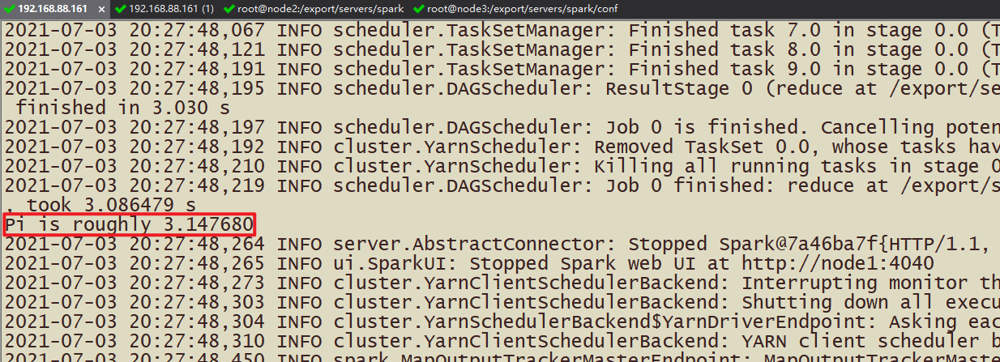 192.168.88.161 × 192.168.88.161 (1) root@node2:/export/servers/spark root@node3:/export/servers/spark/conf
2021-07-03 20:27:48,067 INFO scheduler.TaskSetManager: Finished task 7.0 in stage 0.0 (T
2021-07-03 20:27:48,121 INFO scheduler.TaskSetManager: Finished task 8.0 in stage 0.0 (T
2021-07-03 20:27:48,191 INFO scheduler.TaskSetManager: Finished task 9.0 in stage 0.0 (T
2021-07-03 20:27:48,195 INFO scheduler.DAGScheduler: ResultStage 0 (reduce at /export/se
finished in 3.030 s
2021-07-03 20:27:48,197 INFO scheduler.DAGScheduler: Job 0 is finished. Cancelling poten
2021-07-03 20:27:48,192 INFO cluster.YarnScheduler: Removed TaskSet 0.0, whose tasks hav
2021-07-03 20:27:48,210 INFO cluster.YarnScheduler: Killing all running tasks in stage 0
2021-07-03 20:27:48,219 INFO scheduler.DAGScheduler: Job 0 finished: reduce at /export/s
, took 3.086479 s
Pi is roughly 3.147680
2021-07-03 20:27:48,264 INFO server.AbstractConnector: Stopped Spark@7a46ba7f{HTTP/1.1,
2021-07-03 20:27:48,265 INFO ui.SparkUI: Stopped Spark web UI at http://node1:4040
2021-07-03 20:27:48,273 INFO cluster.YarnClientSchedulerBackend: Interrupting monitor th
2021-07-03 20:27:48,303 INFO cluster.YarnClientSchedulerBackend: Shutting down all execu
2021-07-03 20:27:48,304 INFO cluster.YarnSchedulerBackend$YarnDriverEndpoint: Asking eac
2021-07-03 20:27:48,310 INFO cluster.YarnClientSchedulerBackend: YARN client scheduler b
2021-07-03 20:27:48,450 INFO spark.MapOutputTrackerMasterEndpoint: MapOutputTrackerMaste